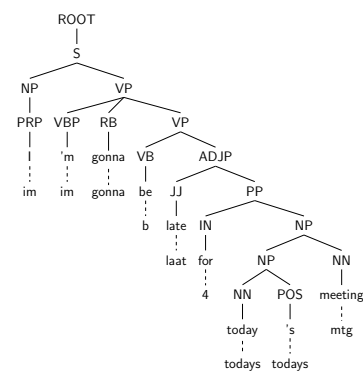 ROOT
S
NP VP
PRP VBP RB VP
I 'm gonna VB ADJP
im im gonna be JJ PP
b late IN NP
laat for NP NN
4 NN POS meeting
today 's mtg
todays todays